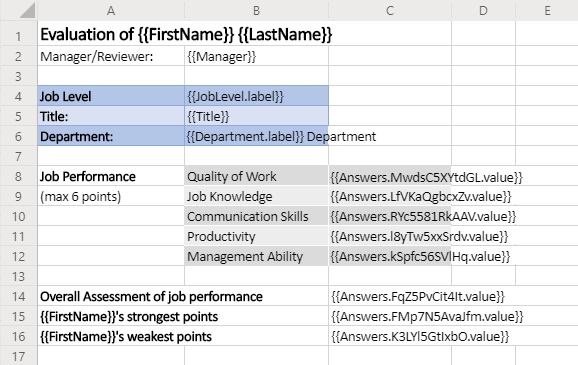 A B C D E
1 Evaluation of {{FirstName}} {{LastName}}
2 Manager/Reviewer: {{Manager}}
3
4 Job Level {{JobLevel.label}}
5 Title: {{Title}}
6 Department: {{Department.label}} Department
7
8 Job Performance Quality of Work {{Answers.MwdsC5XYtdGL.value}}
9 (max 6 points) Job Knowledge {{Answers.LfVKaQgbcxZv.value}}
10 Communication Skills {{Answers.RYc5581RkAAV.value}}
11 Productivity {{Answers.l8yTw5xxSrdv.value}}
12 Management Ability {{Answers.kSpfc56SVlHq.value}}
13
14 Overall Assessment of job performance {{Answers.FqZ5PvCit4It.value}}
15 {{FirstName}}'s strongest points {{Answers.FMp7N5AvaJfm.value}}
16 {{FirstName}}'s weakest points {{Answers.K3LYl5GtIxbO.value}}
17